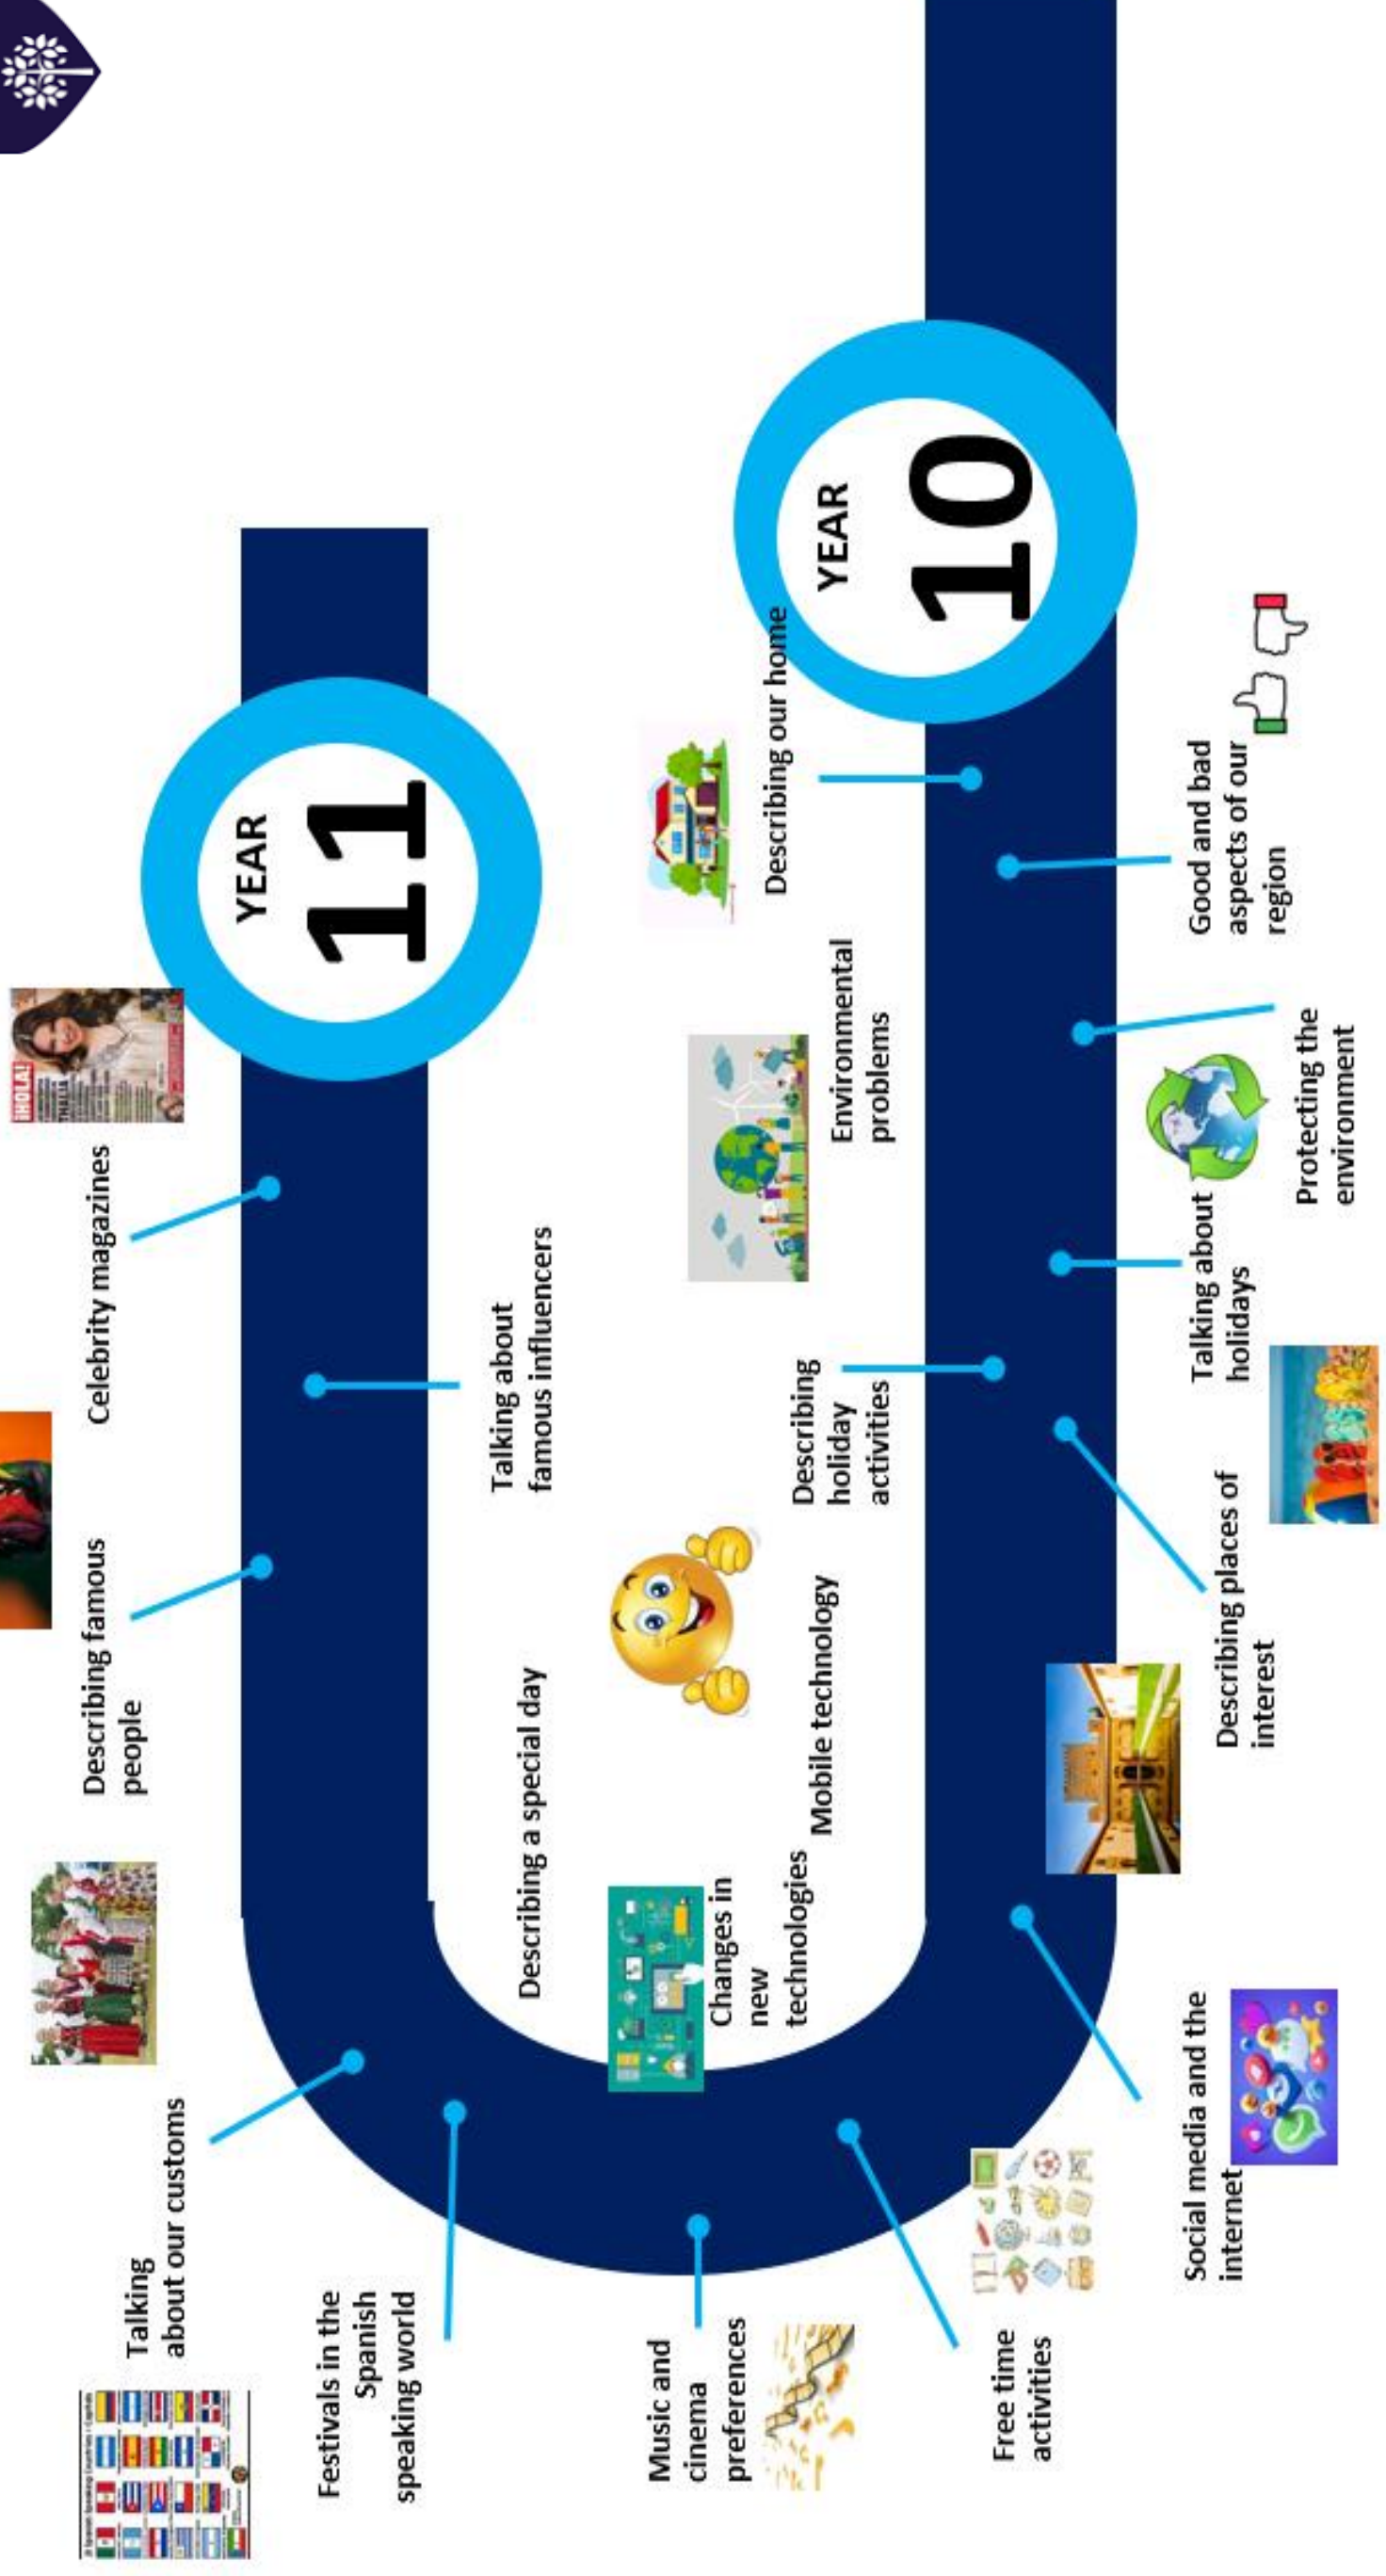 YEAR
10
Describing our home
Good and bad
aspects of our
region
Environmental
problems
Protecting the
environment
Talking about
holidays
Describing
holiday
activities
Describing places of
interest
Mobile technology
Social media and the
internet
Changes in
new
technologies
Free time
activities
Music and
cinema
preferences
Festivals in the
Spanish
speaking world
Talking
about our customs
Describing a special day
Describing famous
people
Talking about
famous influencers
Celebrity magazines
¡HOLA!
THALIA
YEAR
11